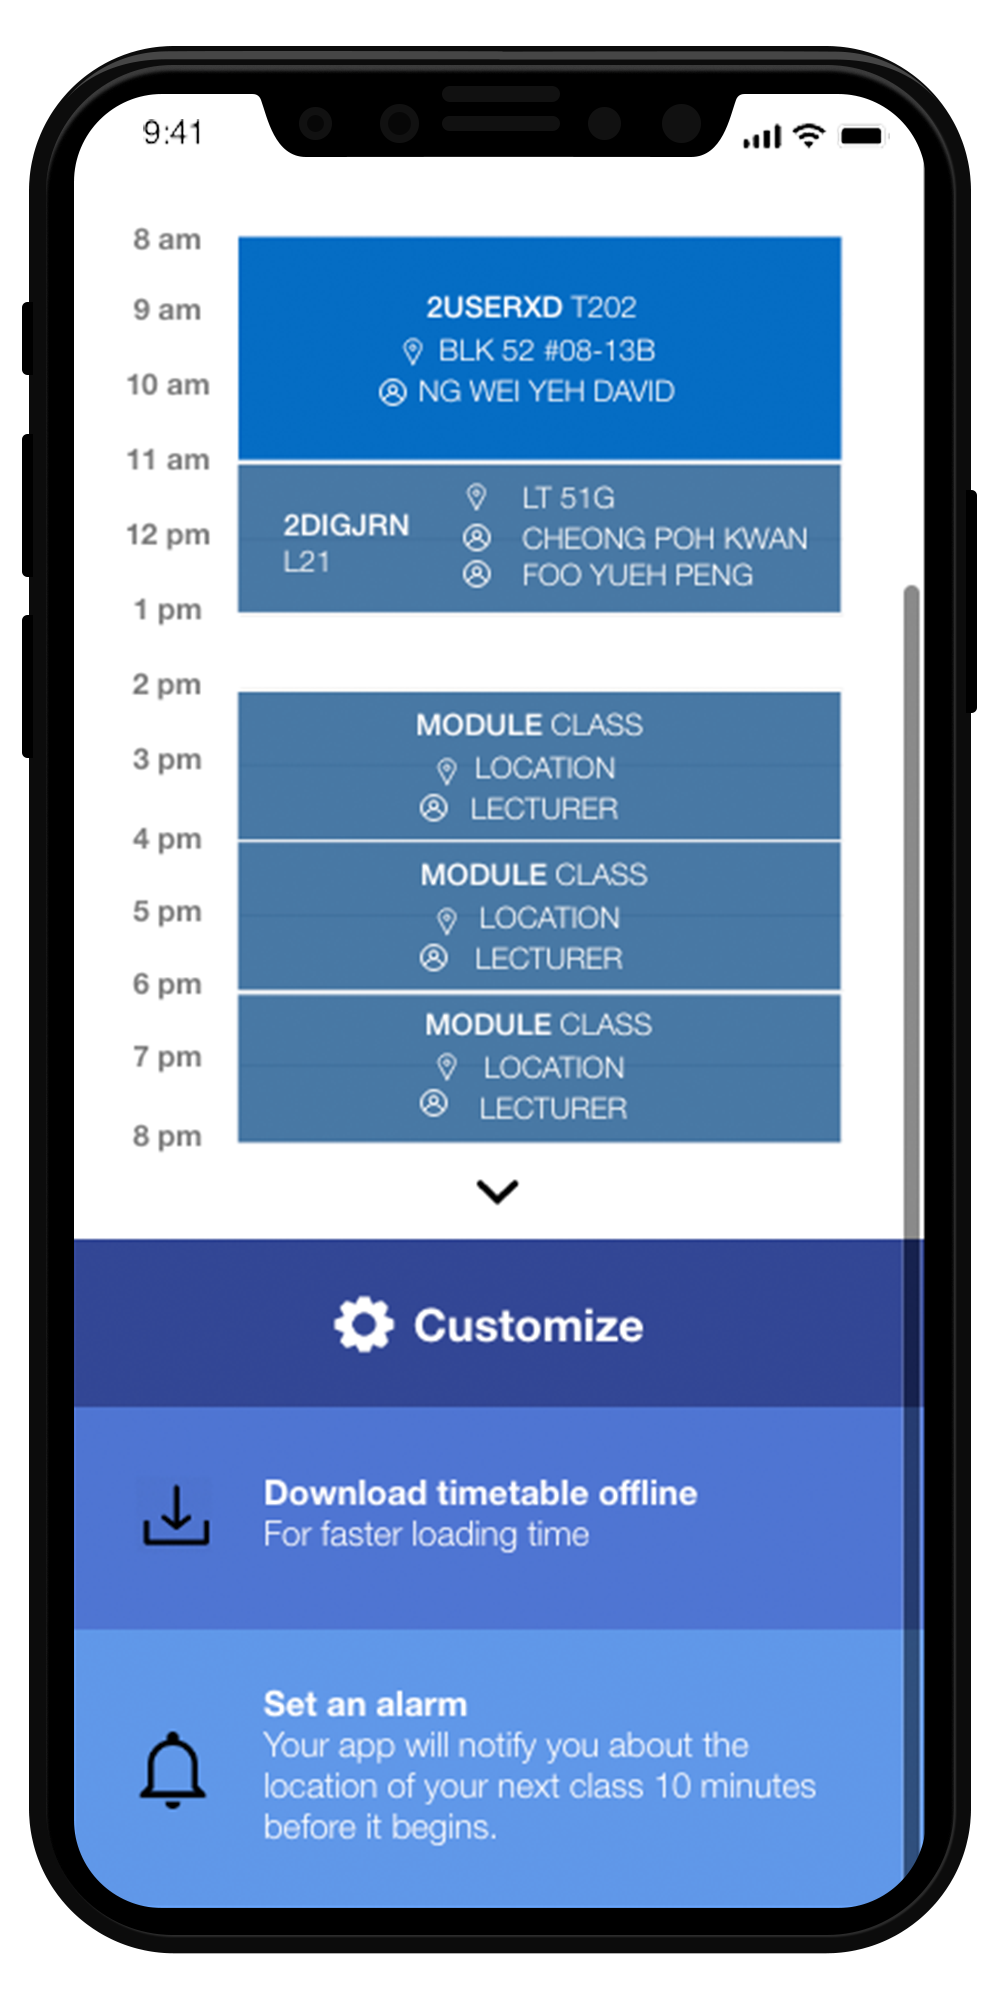 9:41
8 am
9 am
10 am
11 am
12 pm
1 pm
2 pm
3 pm
4 pm
5 pm
6 pm
7 pm
8 pm
2USERXD T202
BLK 52 #08-13B
NG WEI YEH DAVID
2DIGJRN
L21
LT 51G
CHEONG POH KWAN
FOO YUEH PENG
MODULE CLASS
LOCATION
LECTURER
MODULE CLASS
LOCATION
LECTURER
MODULE CLASS
LOCATION
LECTURER
Customize
Download timetable offline
For faster loading time
Set an alarm
Your app will notify you about the
location of your next class 10 minutes
before it begins.